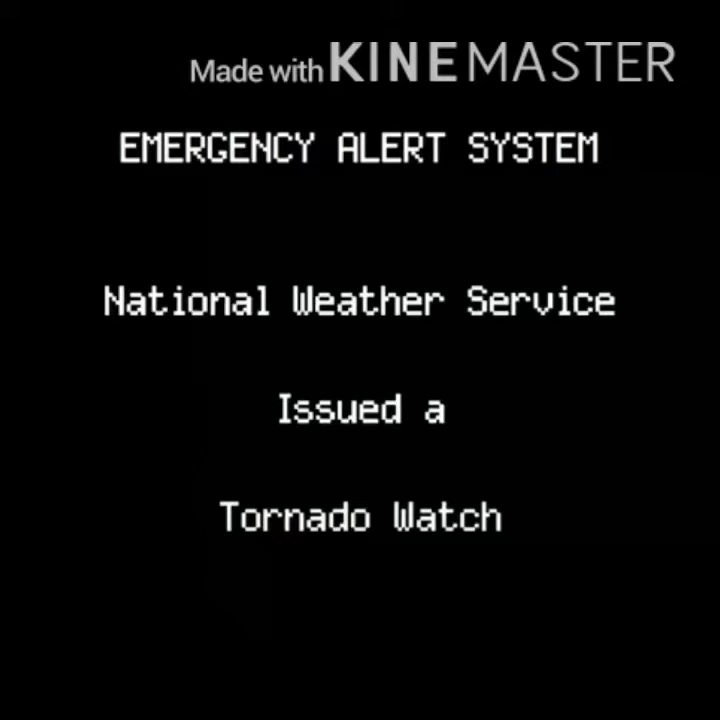 Made with KINEMASTER
EMERGENCY ALERT SYSTEM
National Weather Service
Issued a
Tornado Watch